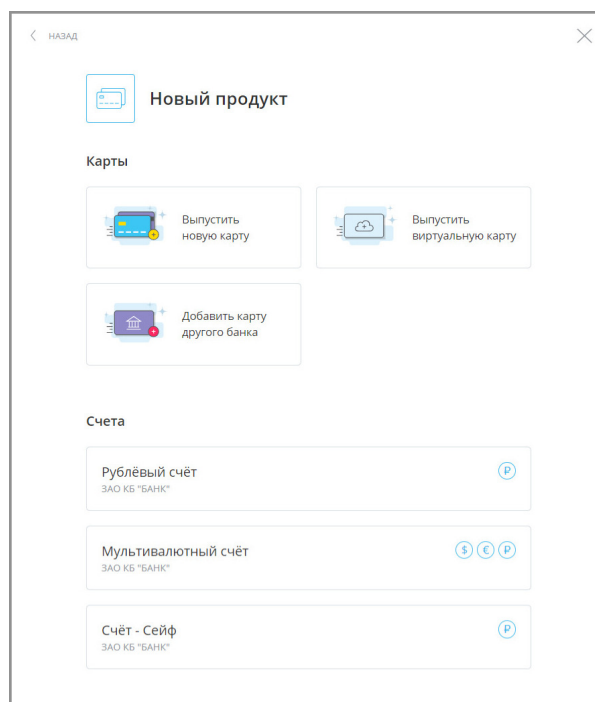 НАЗАД
Новый продукт
Карты
Выпустить
новую карту
Выпустить
виртуальную карту
Добавить карту
другого банка
Счета
Рублёвый счёт
ЗАО КБ "БАНК"
₽
Мультивалютный счёт
ЗАО КБ "БАНК"
$ € ₽
Счёт - Сейф
ЗАО КБ "БАНК"
₽